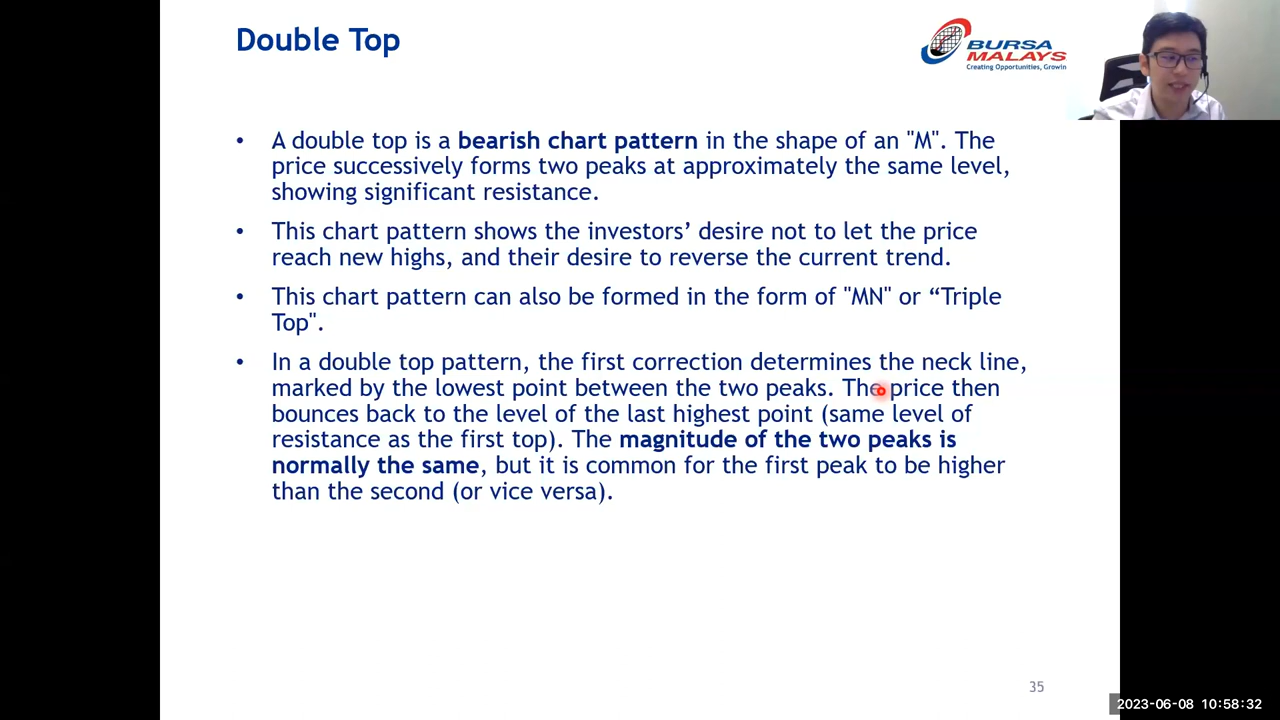 Double Top
BURSA
MALAYS
Creating Opportunities, Growin
• A double top is a bearish chart pattern in the shape of an "M". The
price successively forms two peaks at approximately the same level,
showing significant resistance.
• This chart pattern shows the investors’ desire not to let the price
reach new highs, and their desire to reverse the current trend.
• This chart pattern can also be formed in the form of "MN" or “Triple
Top".
• In a double top pattern, the first correction determines the neck line,
marked by the lowest point between the two peaks. The price then
bounces back to the level of the last highest point (same level of
resistance as the first top). The magnitude of the two peaks is
normally the same, but it is common for the first peak to be higher
than the second (or vice versa).
35
2023-06-08 10:58:32